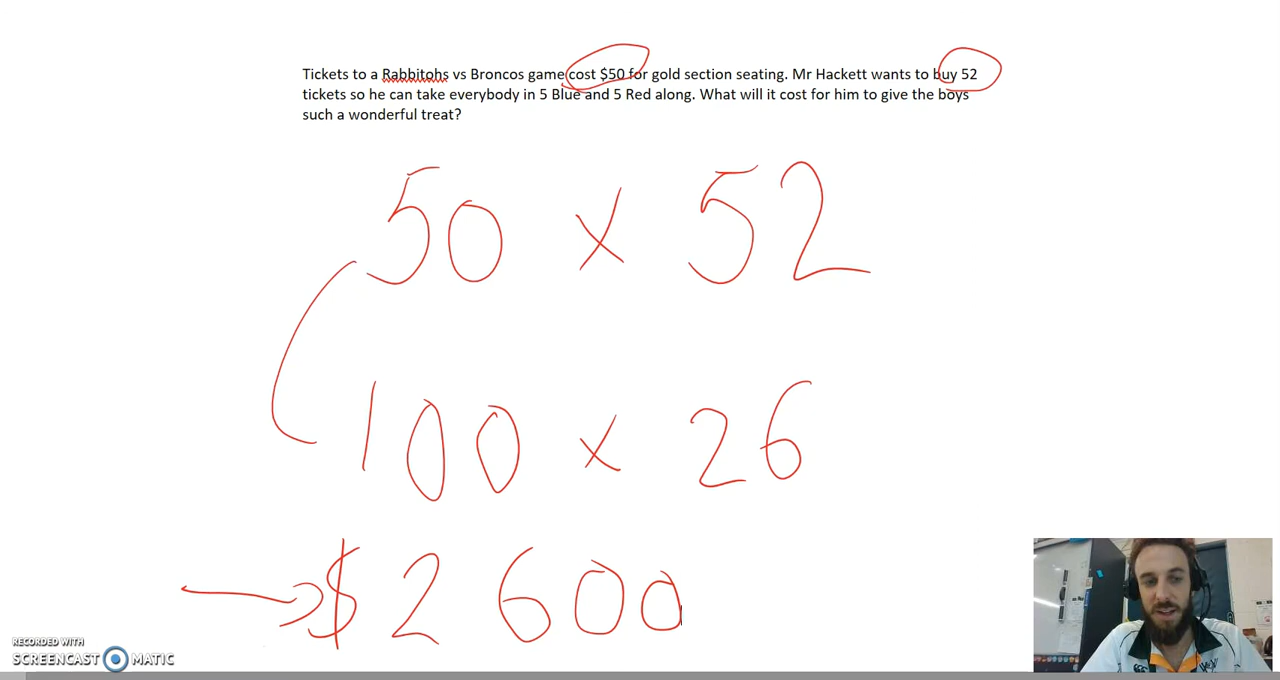 Tickets to a Rabbitohs vs Broncos game cost $50 for gold section seating. Mr Hackett wants to buy 52
tickets so he can take everybody in 5 Blue and 5 Red along. What will it cost for him to give the boys
such a wonderful treat?
50 x 52
100 x 26
$2 600
RECORDED WITH
SCREENCAST MATIC